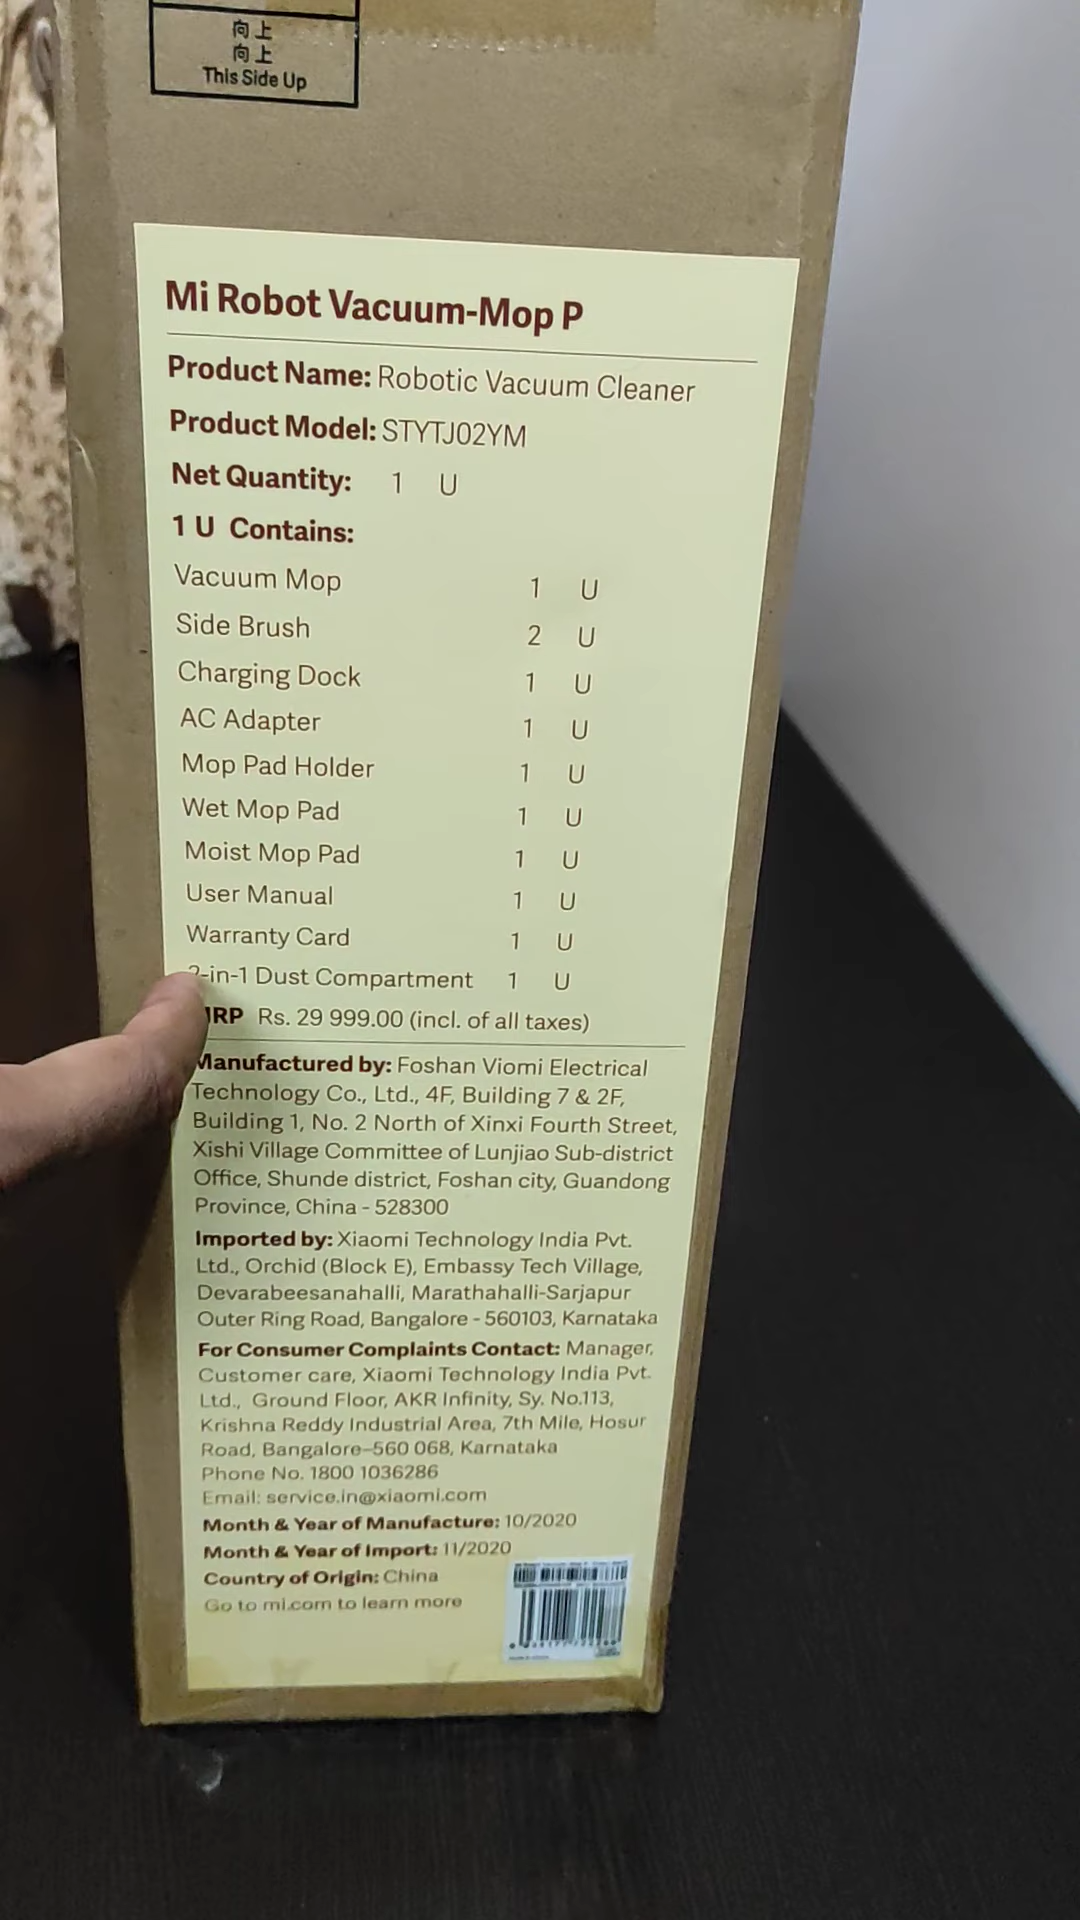 向上
向上
This Side Up
Mi Robot Vacuum-Mop P
Product Name: Robotic Vacuum Cleaner
Product Model: STYTJ02YM
Net Quantity: 1 U
1 U Contains:
Vacuum Mop 1 U
Side Brush 2 U
Charging Dock 1 U
AC Adapter 1 U
Mop Pad Holder 1 U
Wet Mop Pad 1 U
Moist Mop Pad 1 U
User Manual 1 U
Warranty Card 1 U
2-in-1 Dust Compartment 1 U
MRP Rs. 29 999.00 (incl. of all taxes)
Manufactured by: Foshan Viomi Electrical
Technology Co., Ltd., 4F, Building 7 & 2F,
Building 1, No. 2 North of Xinxi Fourth Street,
Xishi Village Committee of Lunjiao Sub-district
Office, Shunde district, Foshan city, Guandong
Province, China - 528300
Imported by: Xiaomi Technology India Pvt.
Ltd., Orchid (Block E), Embassy Tech Village,
Devarabeesanahalli, Marathahalli-Sarjapur
Outer Ring Road, Bangalore - 560103, Karnataka
For Consumer Complaints Contact: Manager,
Customer care, Xiaomi Technology India Pvt.
Ltd., Ground Floor, AKR Infinity, Sy. No.113,
Krishna Reddy Industrial Area, 7th Mile, Hosur
Road, Bangalore-560 068, Karnataka
Phone No. 1800 1036286
Email: service.in@xiaomi.com
Month & Year of Manufacture: 10/2020
Month & Year of Import: 11/2020
Country of Origin: China
Go to mi.com to learn more